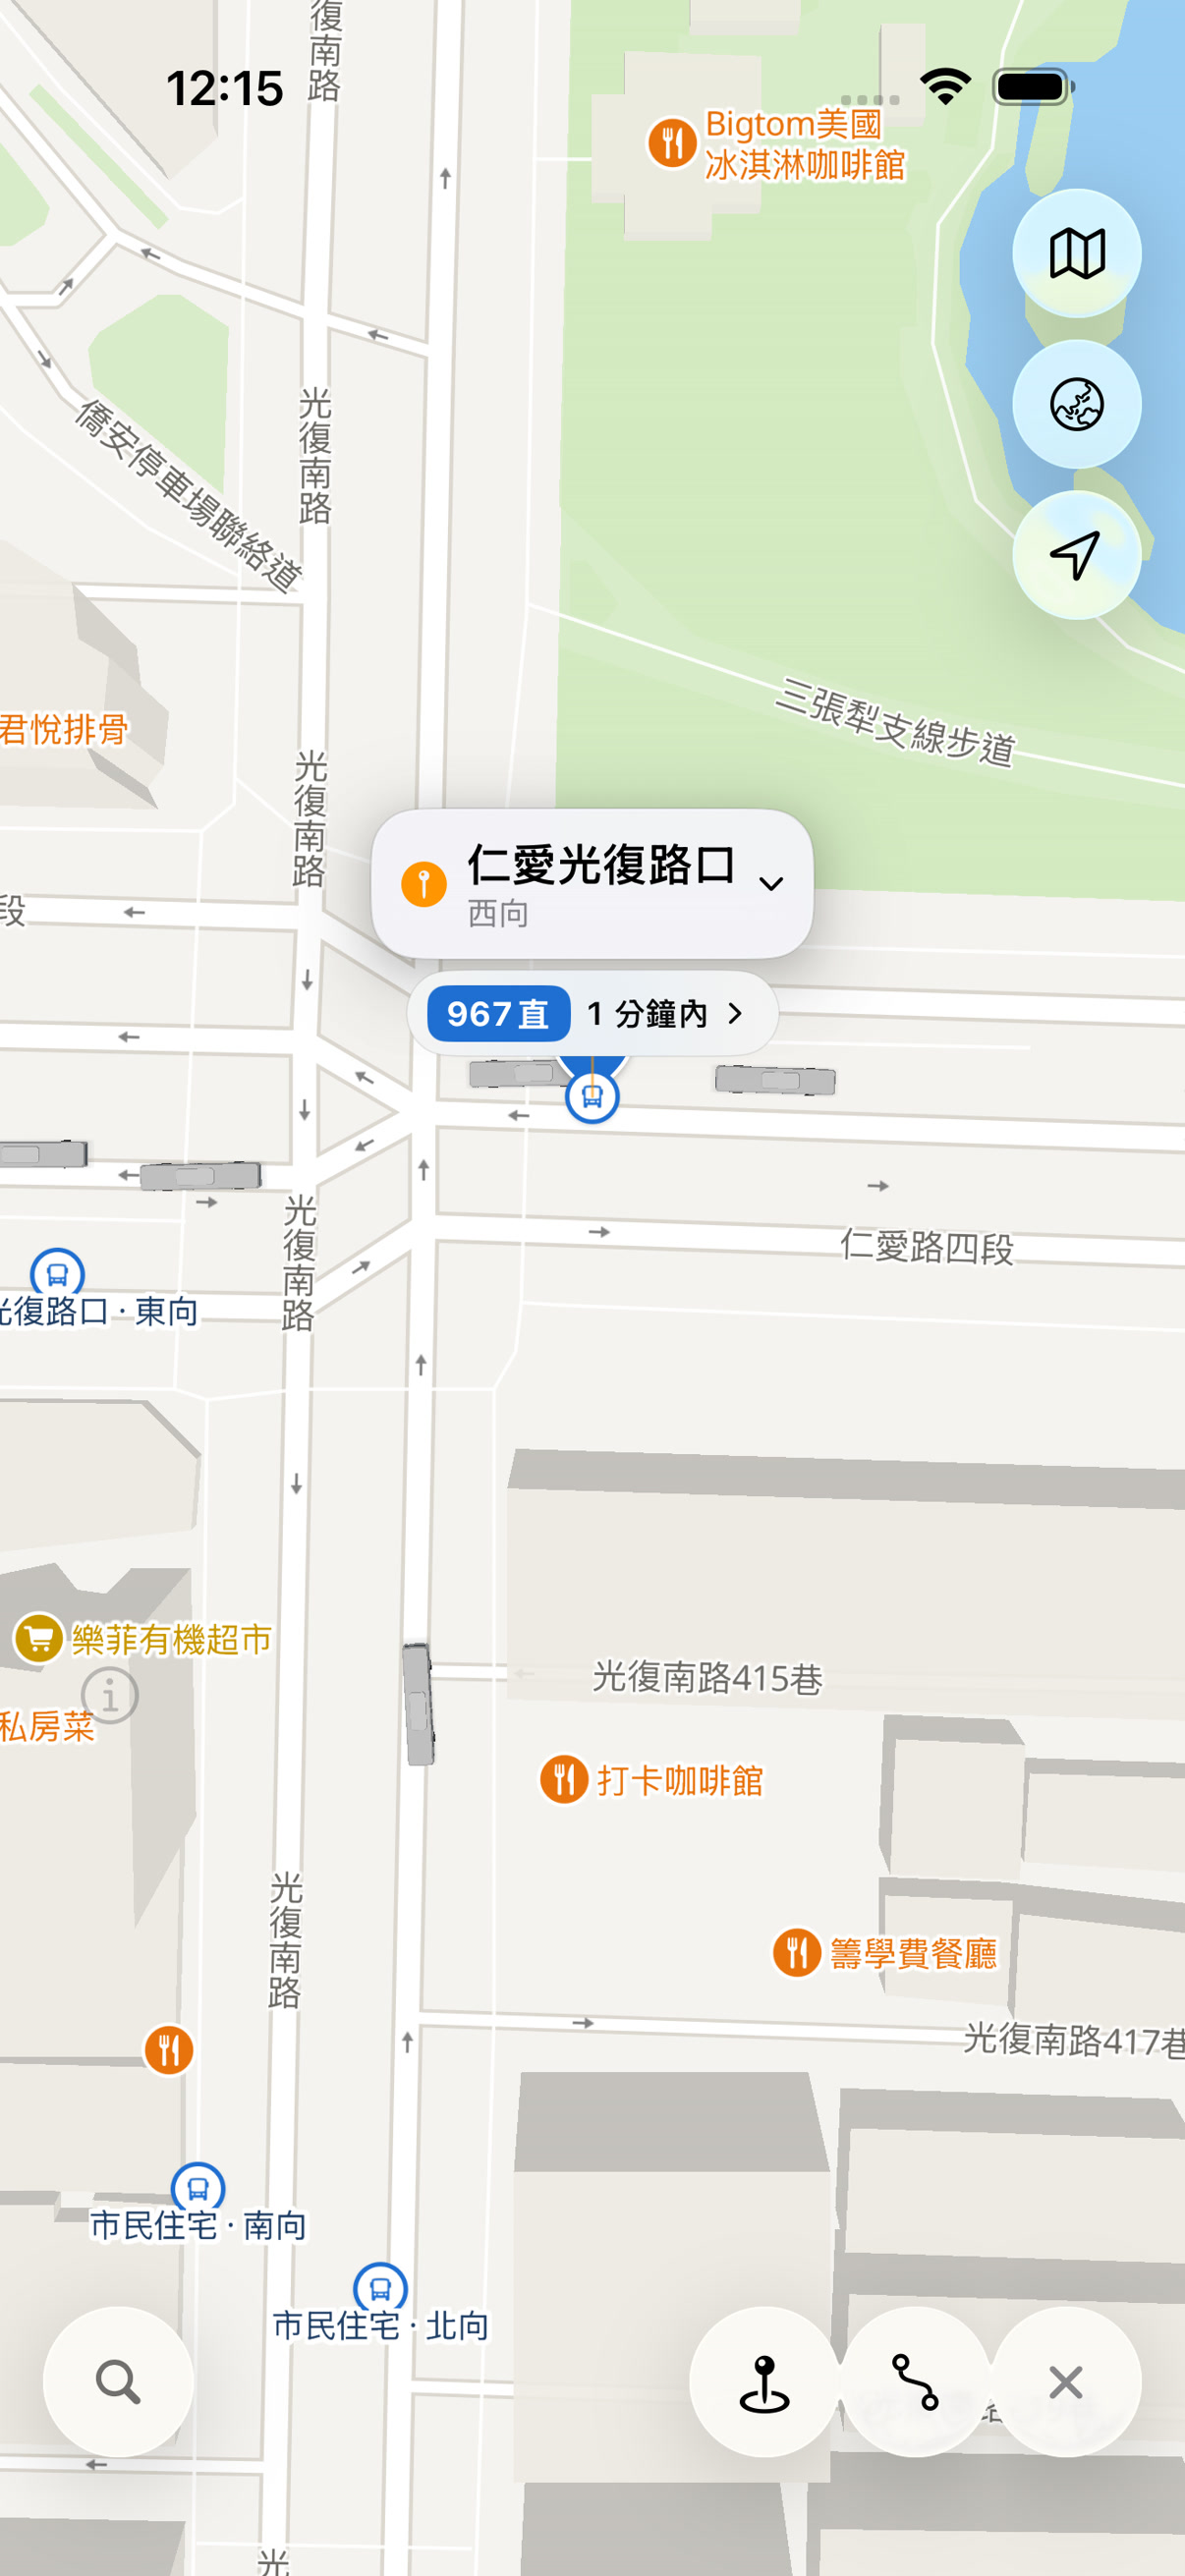 復南路
12:15
Bigtom美國
冰淇淋咖啡館
光復南路
僑安停車場聯絡道
三張犁支線步道
君悅排骨
光復南路
仁愛光復路口
西向
段
967直 1 分鐘內
光復南路
仁愛路四段
光復路口 · 東向
樂菲有機超市
光復南路415巷
私房菜
打卡咖啡館
光復南路
籌學費餐廳
光復南路417巷
市民住宅 · 南向
市民住宅 · 北向
光